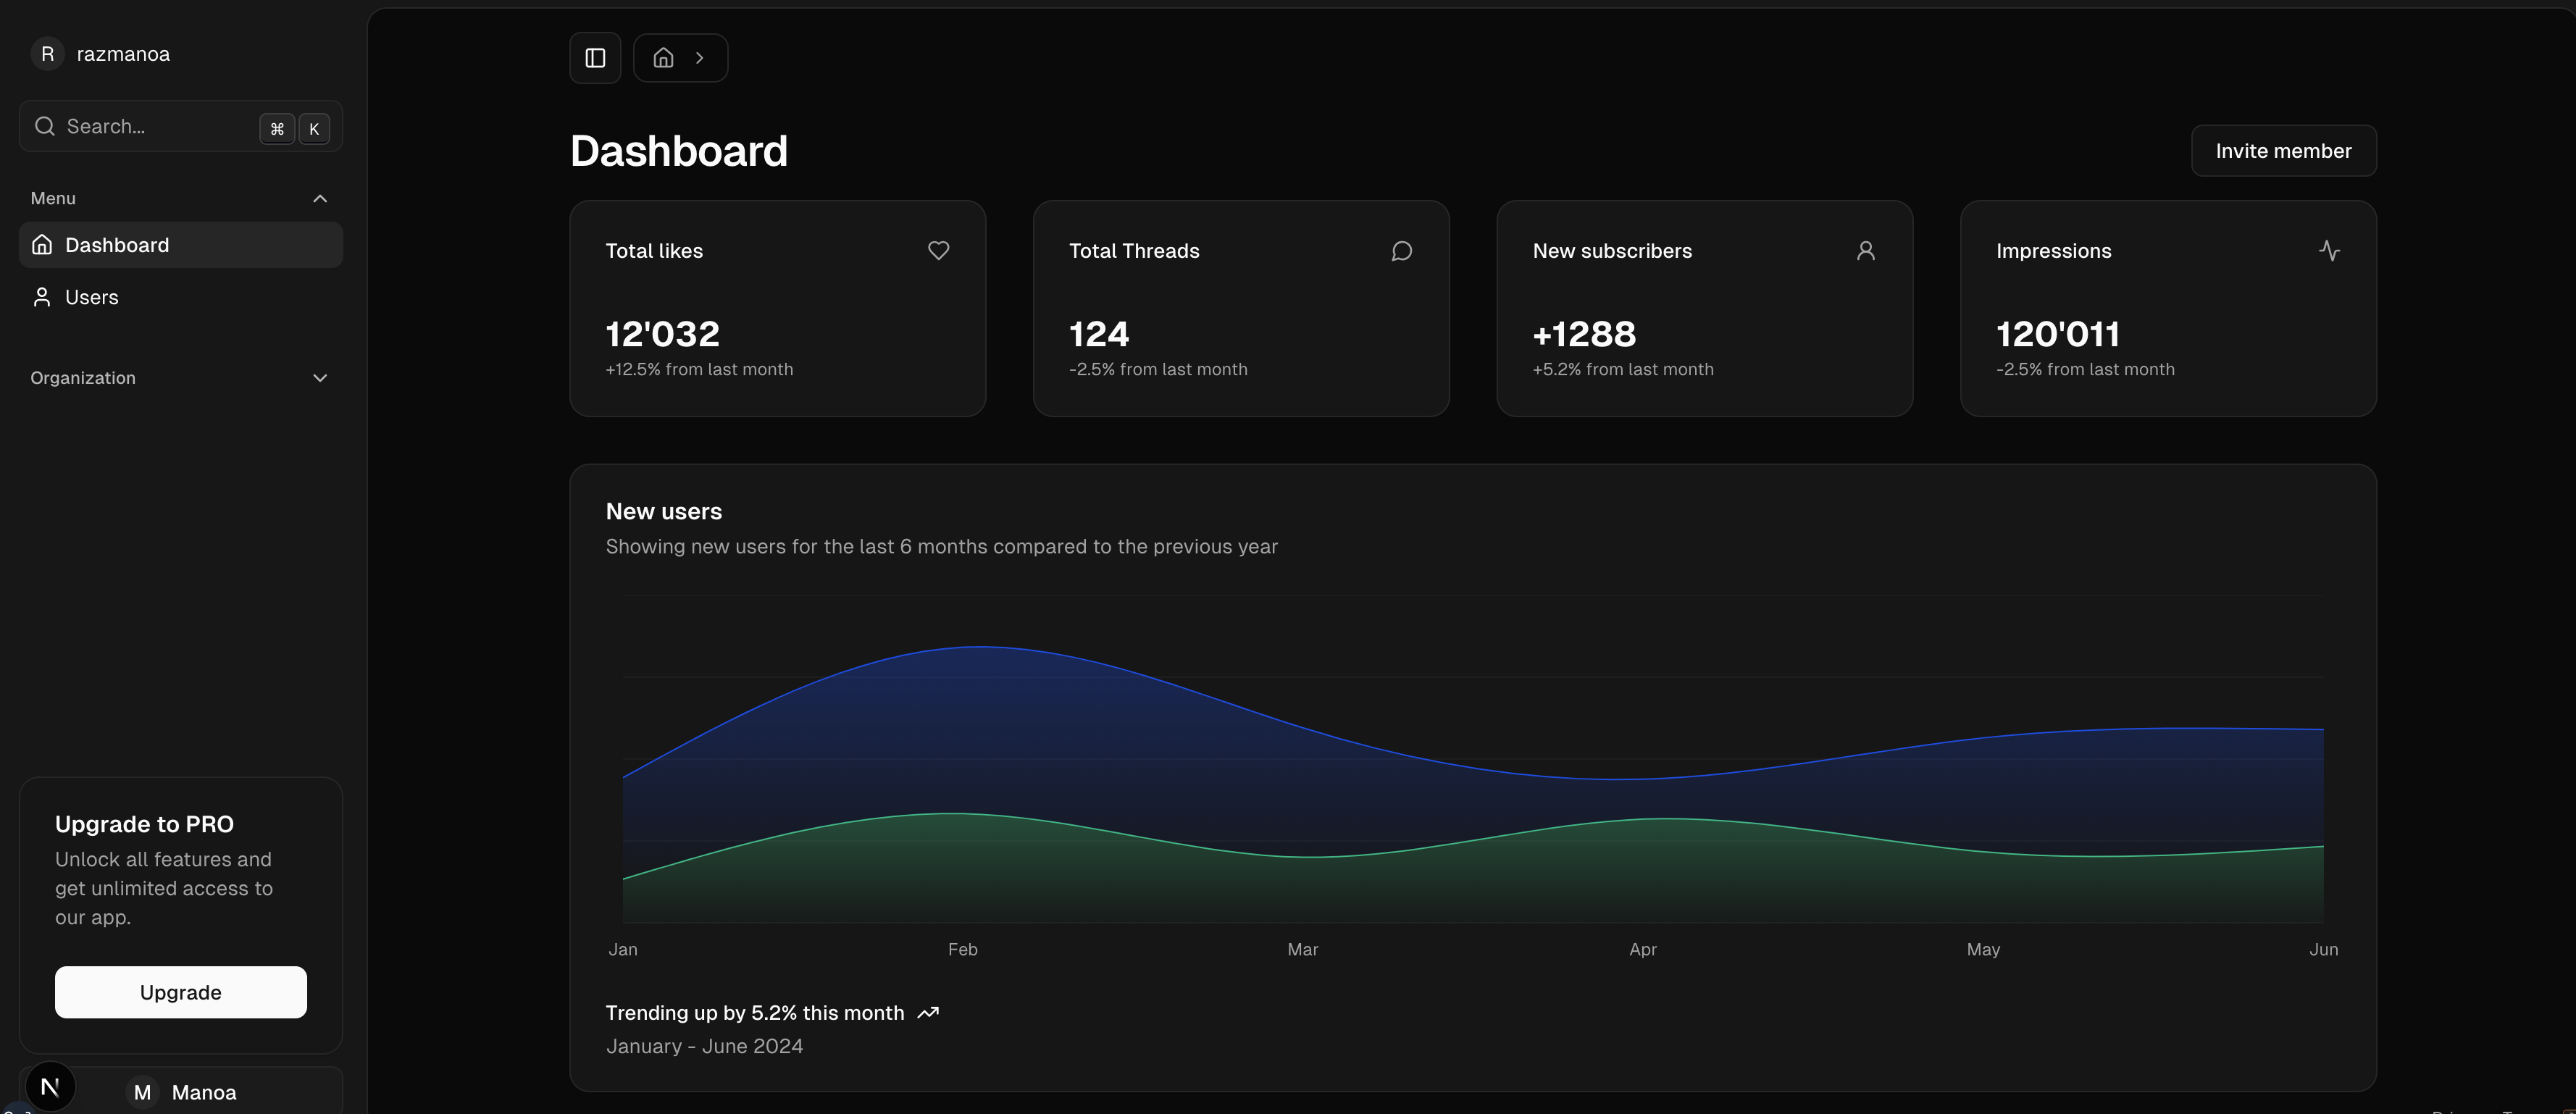 R razmanoa
Search...
⌘ K
Menu
Dashboard
Users
Organization
Upgrade to PRO
Unlock all features and
get unlimited access to
our app.
Upgrade
N
M Manoa
Dashboard
Invite member
Total likes
12'032
+12.5% from last month
Total Threads
124
-2.5% from last month
New subscribers
+1288
+5.2% from last month
Impressions
120'011
-2.5% from last month
New users
Showing new users for the last 6 months compared to the previous year
Jan Feb Mar Apr May Jun
Trending up by 5.2% this month
January - June 2024